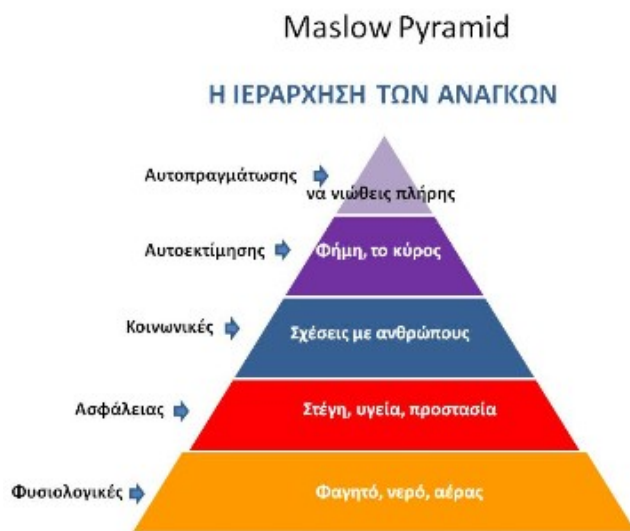 Maslow Pyramid
Η ΙΕΡΑΡΧΗΣΗ ΤΩΝ ΑΝΑΓΚΩΝ
Αυτοπραγμάτωσης
να νιώθεις πλήρης
Αυτοεκτίμησης
Φήμη, το κύρος
Κοινωνικές
Σχέσεις με ανθρώπους
Ασφάλειας
Στέγη, υγεία, προστασία
Φυσιολογικές
Φαγητό, νερό, αέρας